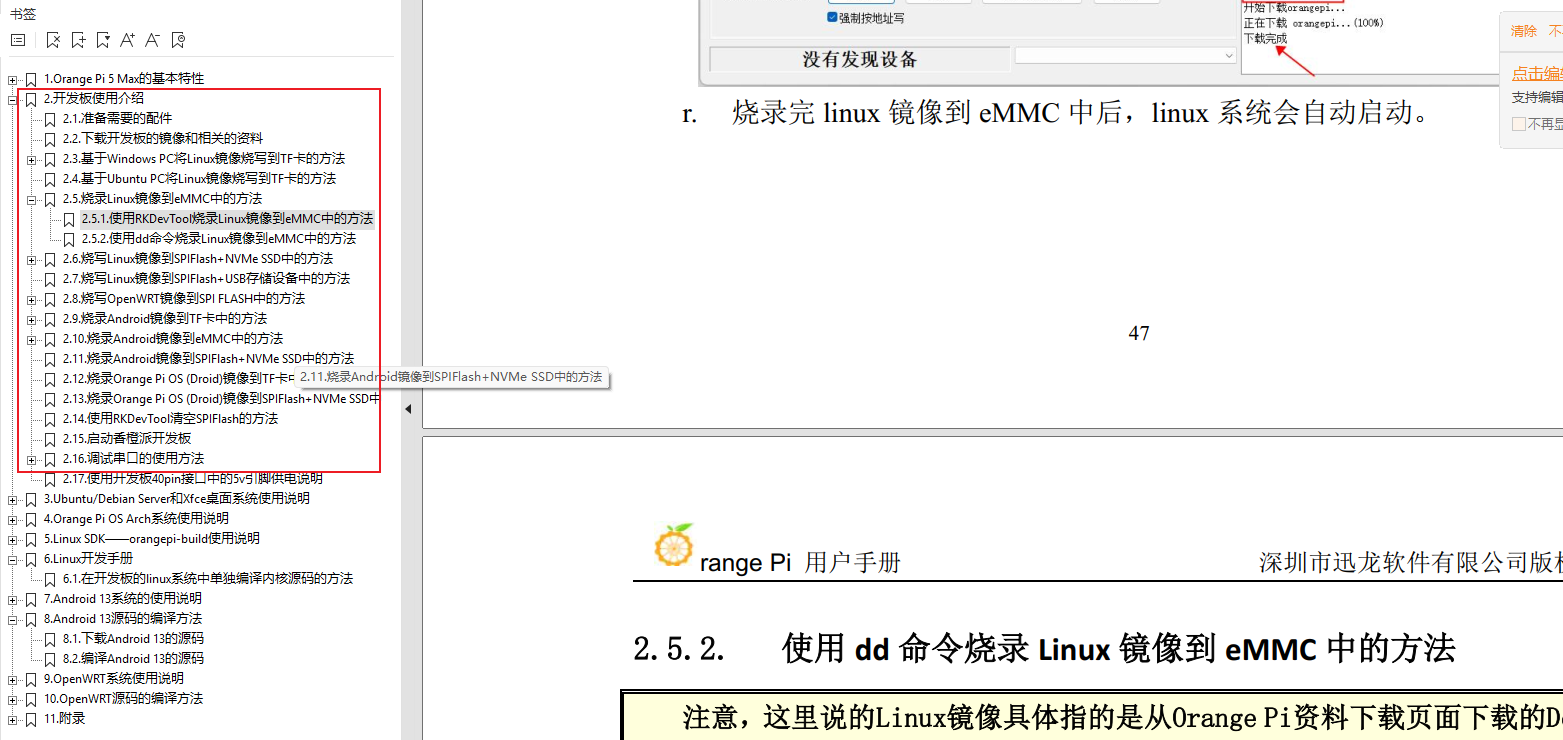 书签
1.Orange Pi 5 Max的基本特性
2.开发板使用介绍
2.1.准备需要的配件
2.2.下载开发板的镜像和相关的资料
2.3.基于Windows PC将Linux镜像烧写到TF卡的方法
2.4.基于Ubuntu PC将Linux镜像烧写到TF卡的方法
2.5.烧录Linux镜像到eMMC中的方法
2.5.1.使用RKDevTool烧录Linux镜像到eMMC中的方法
2.5.2.使用dd命令烧录Linux镜像到eMMC中的方法
2.6.烧写Linux镜像到SPIFlash+NVMe SSD中的方法
2.7.烧写Linux镜像到SPIFlash+USB存储设备中的方法
2.8.烧写OpenWRT镜像到SPI FLASH中的方法
2.9.烧录Android镜像到TF卡中的方法
2.10.烧录Android镜像到eMMC中的方法
2.11.烧录Android镜像到SPIFlash+NVMe SSD中的方法
2.12.烧录Orange Pi OS (Droid)镜像到TF卡中
2.11.烧录Android镜像到SPIFlash+NVMe SSD中的方法
2.13.烧录Orange Pi OS (Droid)镜像到SPIFlash+NVMe SSD中
2.14.使用RKDevTool清空SPIFlash的方法
2.15.启动香橙派开发板
2.16.调试串口的使用方法
2.17.使用开发板40pin接口中的5v引脚供电说明
3.Ubuntu/Debian Server和Xfce桌面系统使用说明
4.Orange Pi OS Arch系统使用说明
5.Linux SDK——orangepi-build使用说明
6.Linux开发手册
6.1.在开发板的linux系统中单独编译内核源码的方法
7.Android 13系统的使用说明
8.Android 13源码的编译方法
8.1.下载Android 13的源码
8.2.编译Android 13的源码
9.OpenWRT系统使用说明
10.OpenWRT源码的编译方法
11.附录
强制按地址写
没有发现设备
开始下载orangepi...
正在下载 orangepi...(100%)
下载完成
清除 不
点击编辑
支持编辑
不再显
r. 烧录完 linux 镜像到 eMMC 中后，linux 系统会自动启动。
47
range Pi 用户手册
深圳市迅龙软件有限公司版权
2.5.2. 使用 dd 命令烧录 Linux 镜像到 eMMC 中的方法
注意，这里说的Linux镜像具体指的是从Orange Pi资料下载页面下载的De